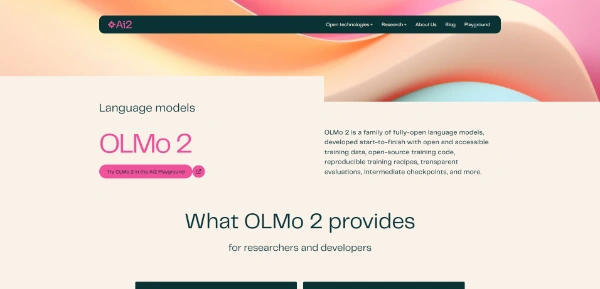 Ai2
Open technologies
Research
About Us
Blog
Playground
Language models
OLMo 2
Try OLMo 2 in the Ai2 Playground
OLMo 2 is a family of fully-open language models,
developed start-to-finish with open and accessible
training data, open-source training code,
reproducible training recipes, transparent
evaluations, intermediate checkpoints, and more.
What OLMo 2 provides
for researchers and developers